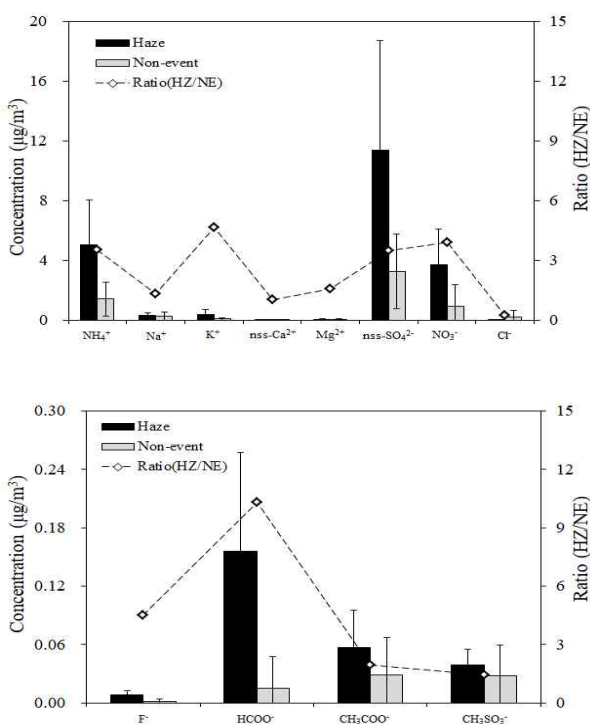 20
16
12
8
4
0
Concentration (μg/m³)
Haze
Non-event
Ratio(HZ/NE)
15
12
9
6
3
0
Ratio (HZ/NE)
NH₄⁺ Na⁺ K⁺ nss-Ca²⁺ Mg²⁺ nss-SO₄²⁻ NO₃⁻ Cl⁻
0.30
0.24
0.18
0.12
0.06
0.00
Concentration (μg/m³)
Haze
Non-event
Ratio(HZ/NE)
15
12
9
6
3
0
Ratio (HZ/NE)
F⁻ HCOO⁻ CH₃COO⁻ CH₃SO₃⁻